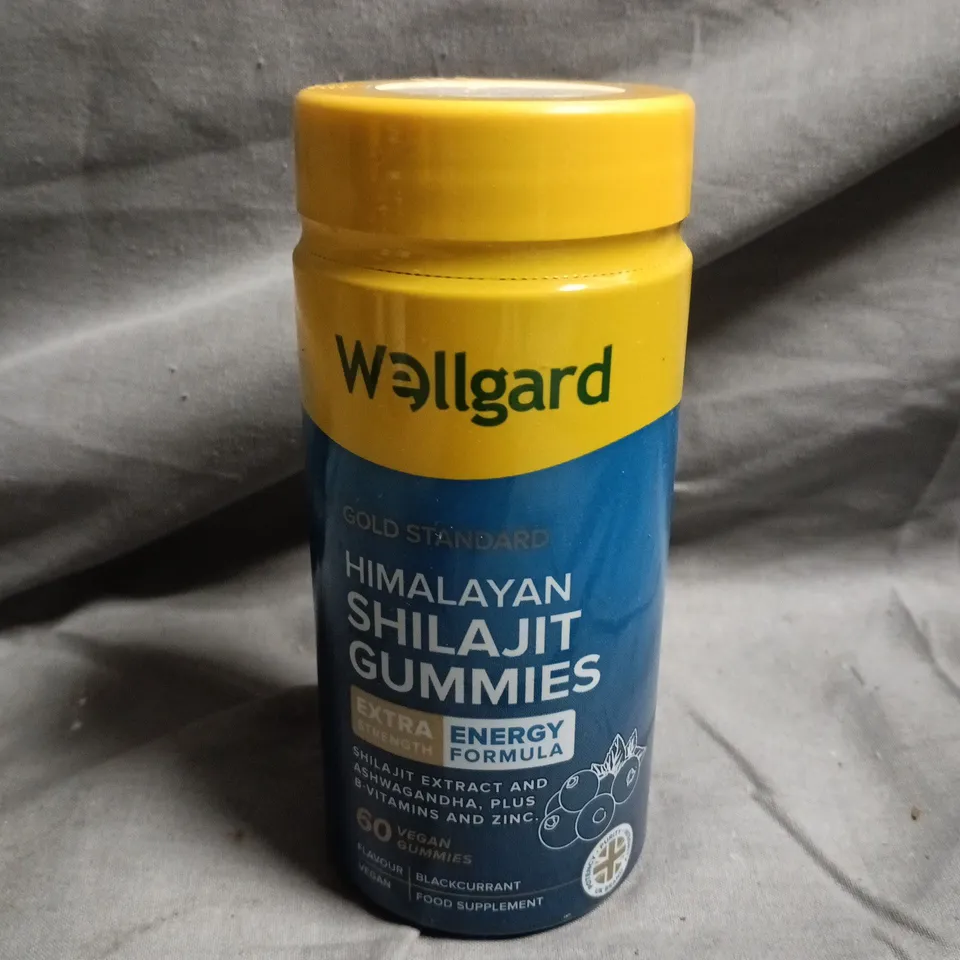 Wellgard
GOLD STANDARD
HIMALAYAN
SHILAJIT
GUMMIES
EXTRA
STRENGTH
ENERGY
FORMULA
SHILAJIT EXTRACT AND
ASHWAGANDHA, PLUS
B-VITAMINS AND ZINC.
60 VEGAN
GUMMIES
FLAVOUR BLACKCURRANT
VEGAN FOOD SUPPLEMENT